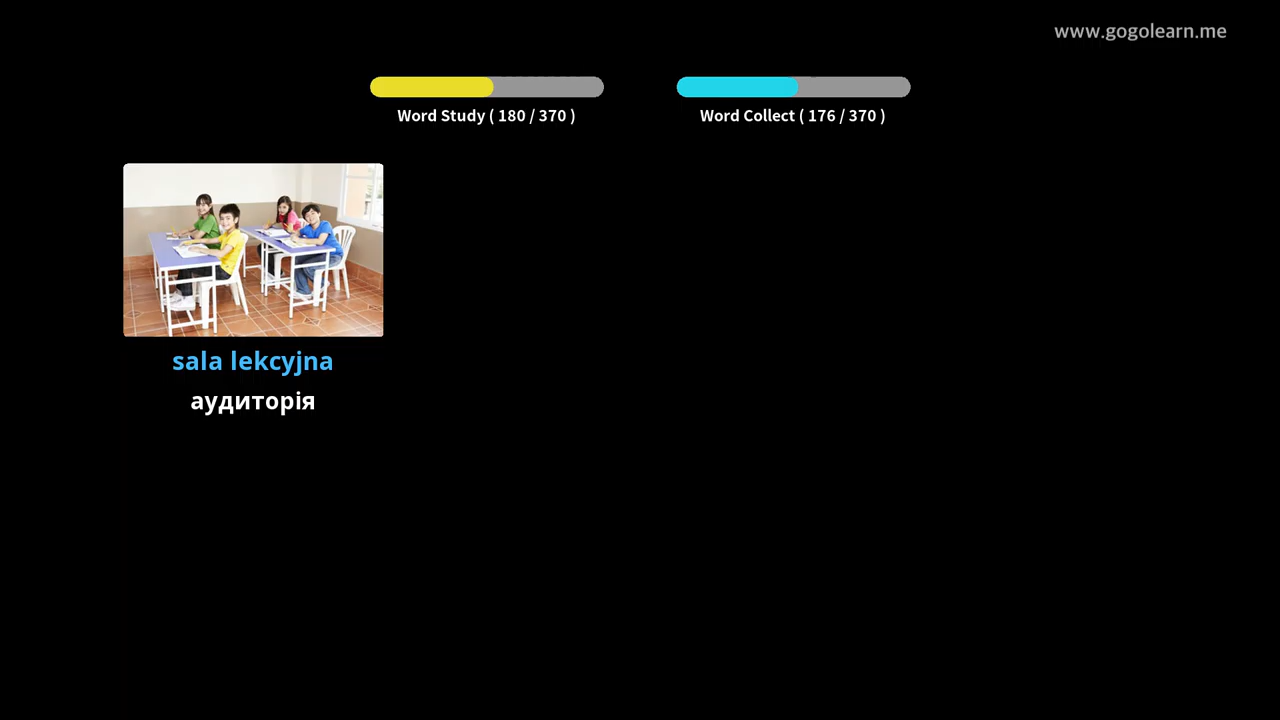 www.gogolearn.me
Word Study ( 180 / 370 )
Word Collect ( 176 / 370 )
sala lekcyjna
аудиторія